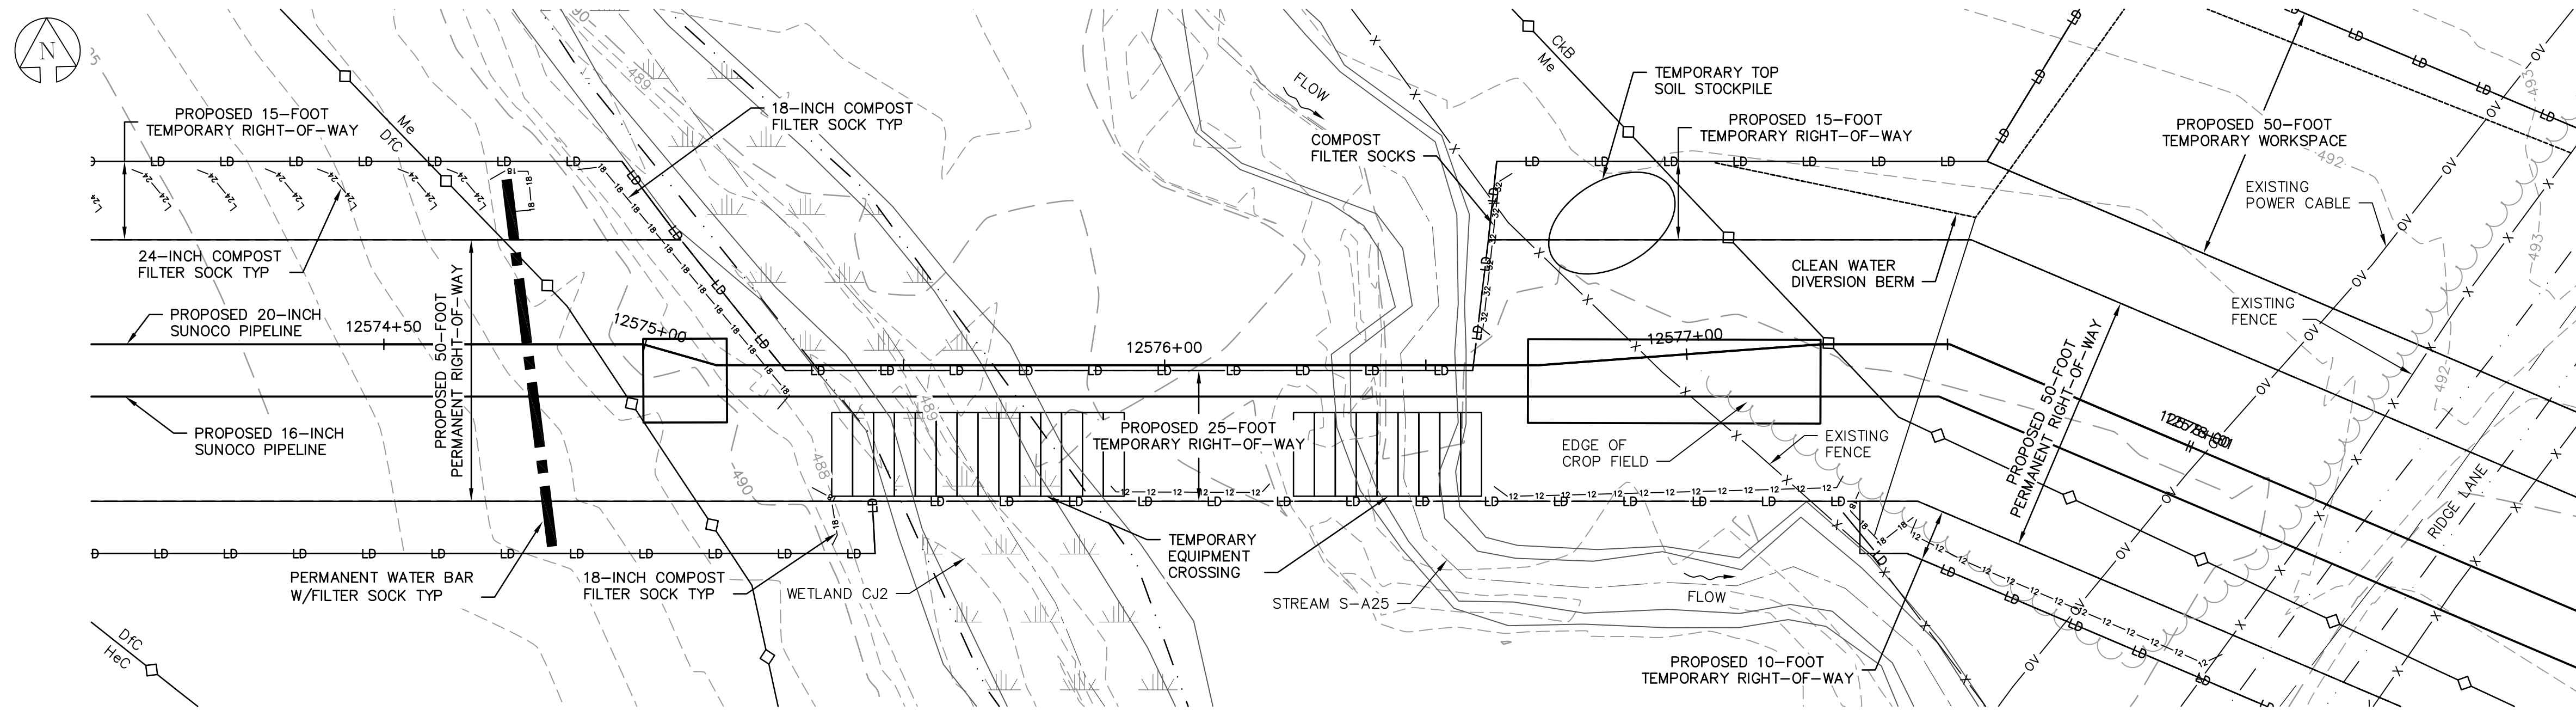 N
PROPOSED 15-FOOT
TEMPORARY RIGHT-OF-WAY
Me
DfC
489
18-INCH COMPOST
FILTER SOCK TYP
FLOW
COMPOST
FILTER SOCKS
CkB
Me
TEMPORARY TOP
SOIL STOCKPILE
PROPOSED 15-FOOT
TEMPORARY RIGHT-OF-WAY
PROPOSED 50-FOOT
TEMPORARY WORKSPACE
492
493
EXISTING
POWER CABLE
24-INCH COMPOST
FILTER SOCK TYP
CLEAN WATER
DIVERSION BERM
493
EXISTING
FENCE
PROPOSED 20-INCH
SUNOCO PIPELINE
12574+50
PROPOSED 50-FOOT
PERMANENT RIGHT-OF-WAY
12575+00
12576+00
12577+00
PROPOSED 50-FOOT
PERMANENT RIGHT-OF-WAY
492
PROPOSED 16-INCH
SUNOCO PIPELINE
489
488
490
PROPOSED 25-FOOT
TEMPORARY RIGHT-OF-WAY
EDGE OF
CROP FIELD
EXISTING
FENCE
RIDGE LANE
TEMPORARY
EQUIPMENT
CROSSING
PERMANENT WATER BAR
W/FILTER SOCK TYP
18-INCH COMPOST
FILTER SOCK TYP
WETLAND CJ2
STREAM S-A25
FLOW
PROPOSED 10-FOOT
TEMPORARY RIGHT-OF-WAY
DfC
HeC